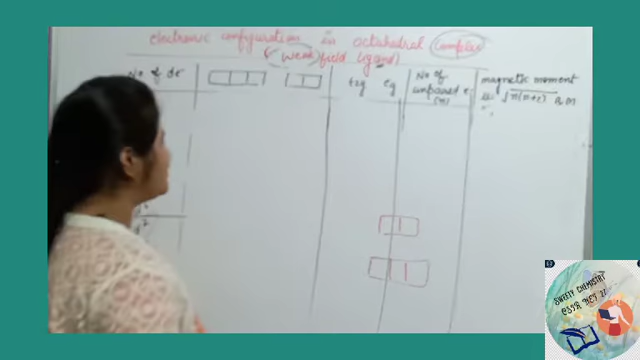 electronic configuration in octahedral complex
(weak) field ligand)
No of de⁻
t2g eg
No of
unpaired e⁻
(n)
magnetic moment
μ = √n(n+2) B.M
SWEETY CHEMISTRY